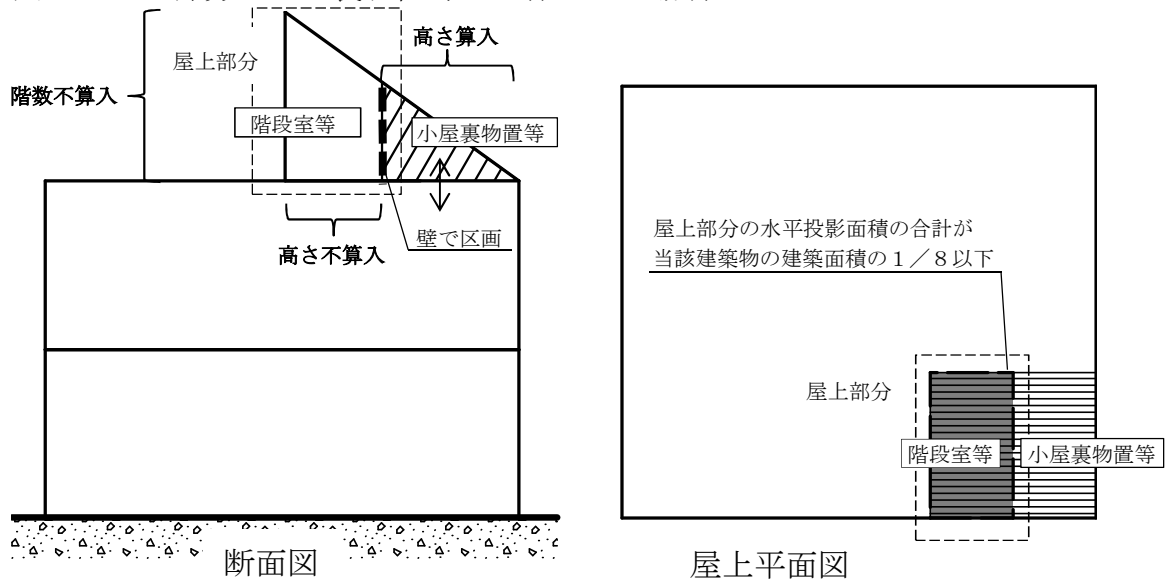 高さ算入
屋上部分
階数不算入
階段室等
小屋裏物置等
壁で区画
高さ不算入
断面図
屋上部分の水平投影面積の合計が
当該建築物の建築面積の1/8以下
屋上部分
階段室等
小屋裏物置等
屋上平面図